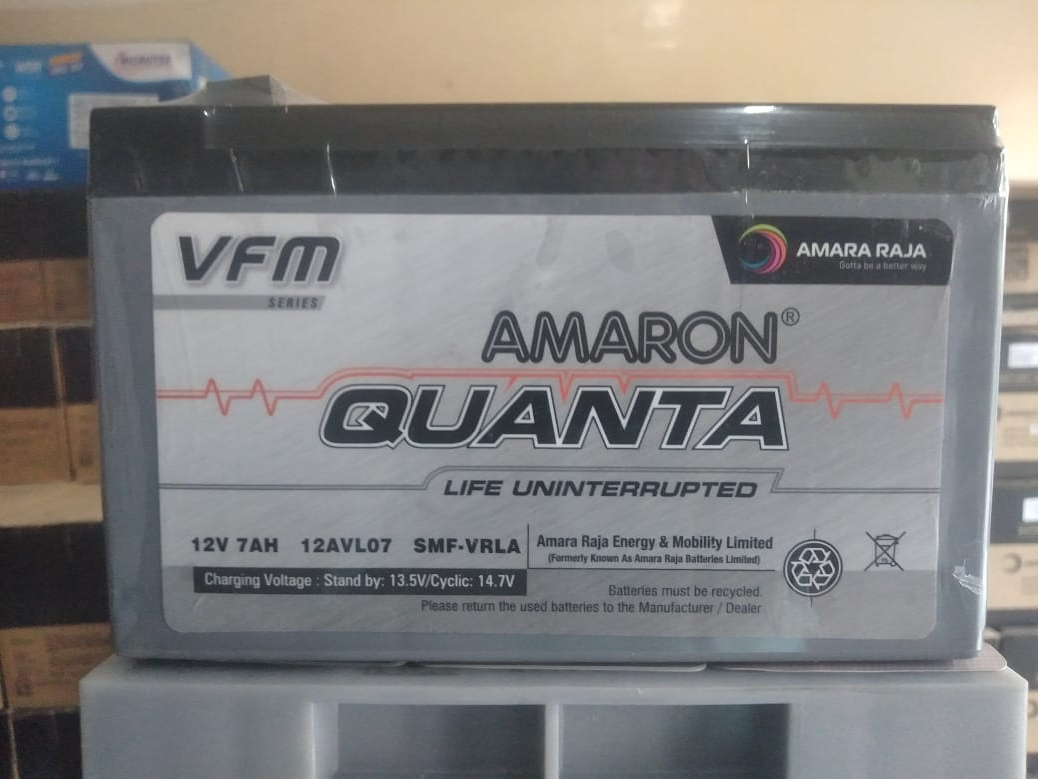 VFM
SERIES
AMARA RAJA
Gotta be a better way
AMARON®
QUANTA
LIFE UNINTERRUPTED
12V 7AH 12AVL07 SMF-VRLA
Charging Voltage : Stand by: 13.5V/Cyclic: 14.7V
Amara Raja Energy & Mobility Limited
(Formerly Known As Amara Raja Batteries Limited)
Batteries must be recycled.
Please return the used batteries to the Manufacturer / Dealer